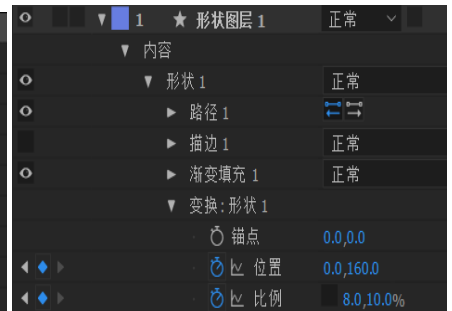 1 ★ 形状图层 1 正常
内容
形状 1 正常
路径 1
描边 1 正常
渐变填充 1 正常
变换:形状 1
锚点 0.0,0.0
位置 0.0,160.0
比例 8.0,10.0%